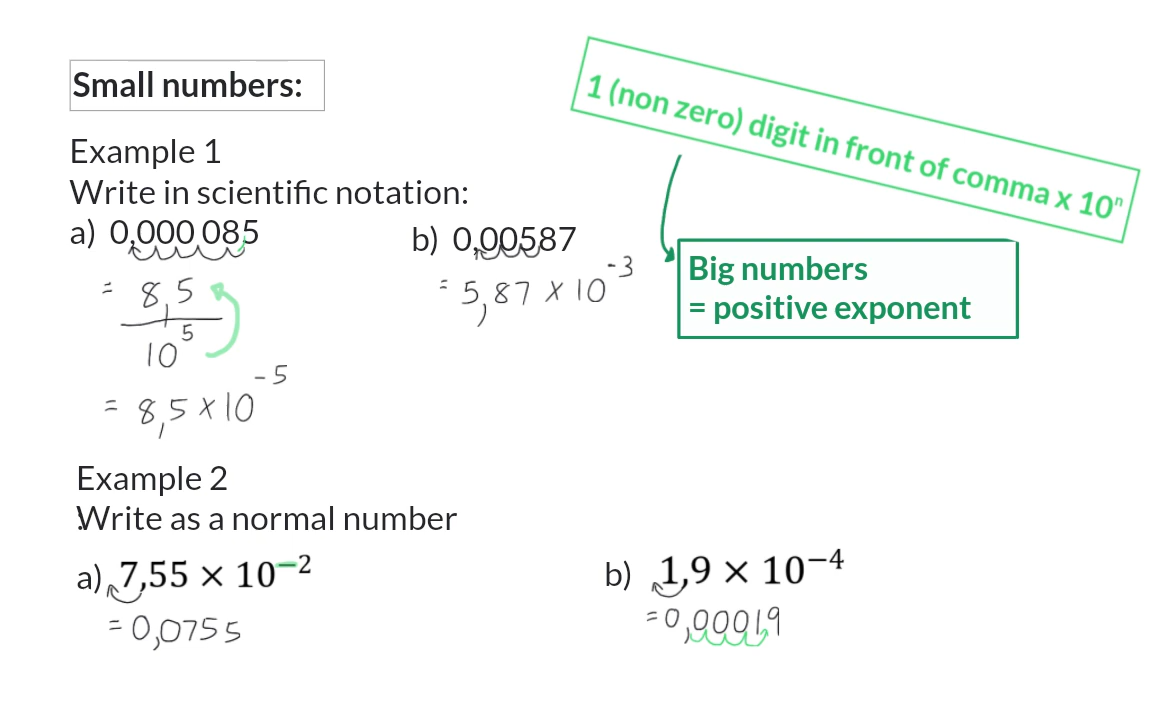 Small numbers:
1 (non zero) digit in front of comma x 10ⁿ
Example 1
Write in scientific notation:
a) 0,000 085
b) 0,00587
= 8,5
10⁵
= 8,5 × 10⁻⁵
= 5,87 × 10⁻³
Big numbers
= positive exponent
Example 2
Write as a normal number
a) 7,55 × 10⁻²
= 0,0755
b) 1,9 × 10⁻⁴
= 0,00019